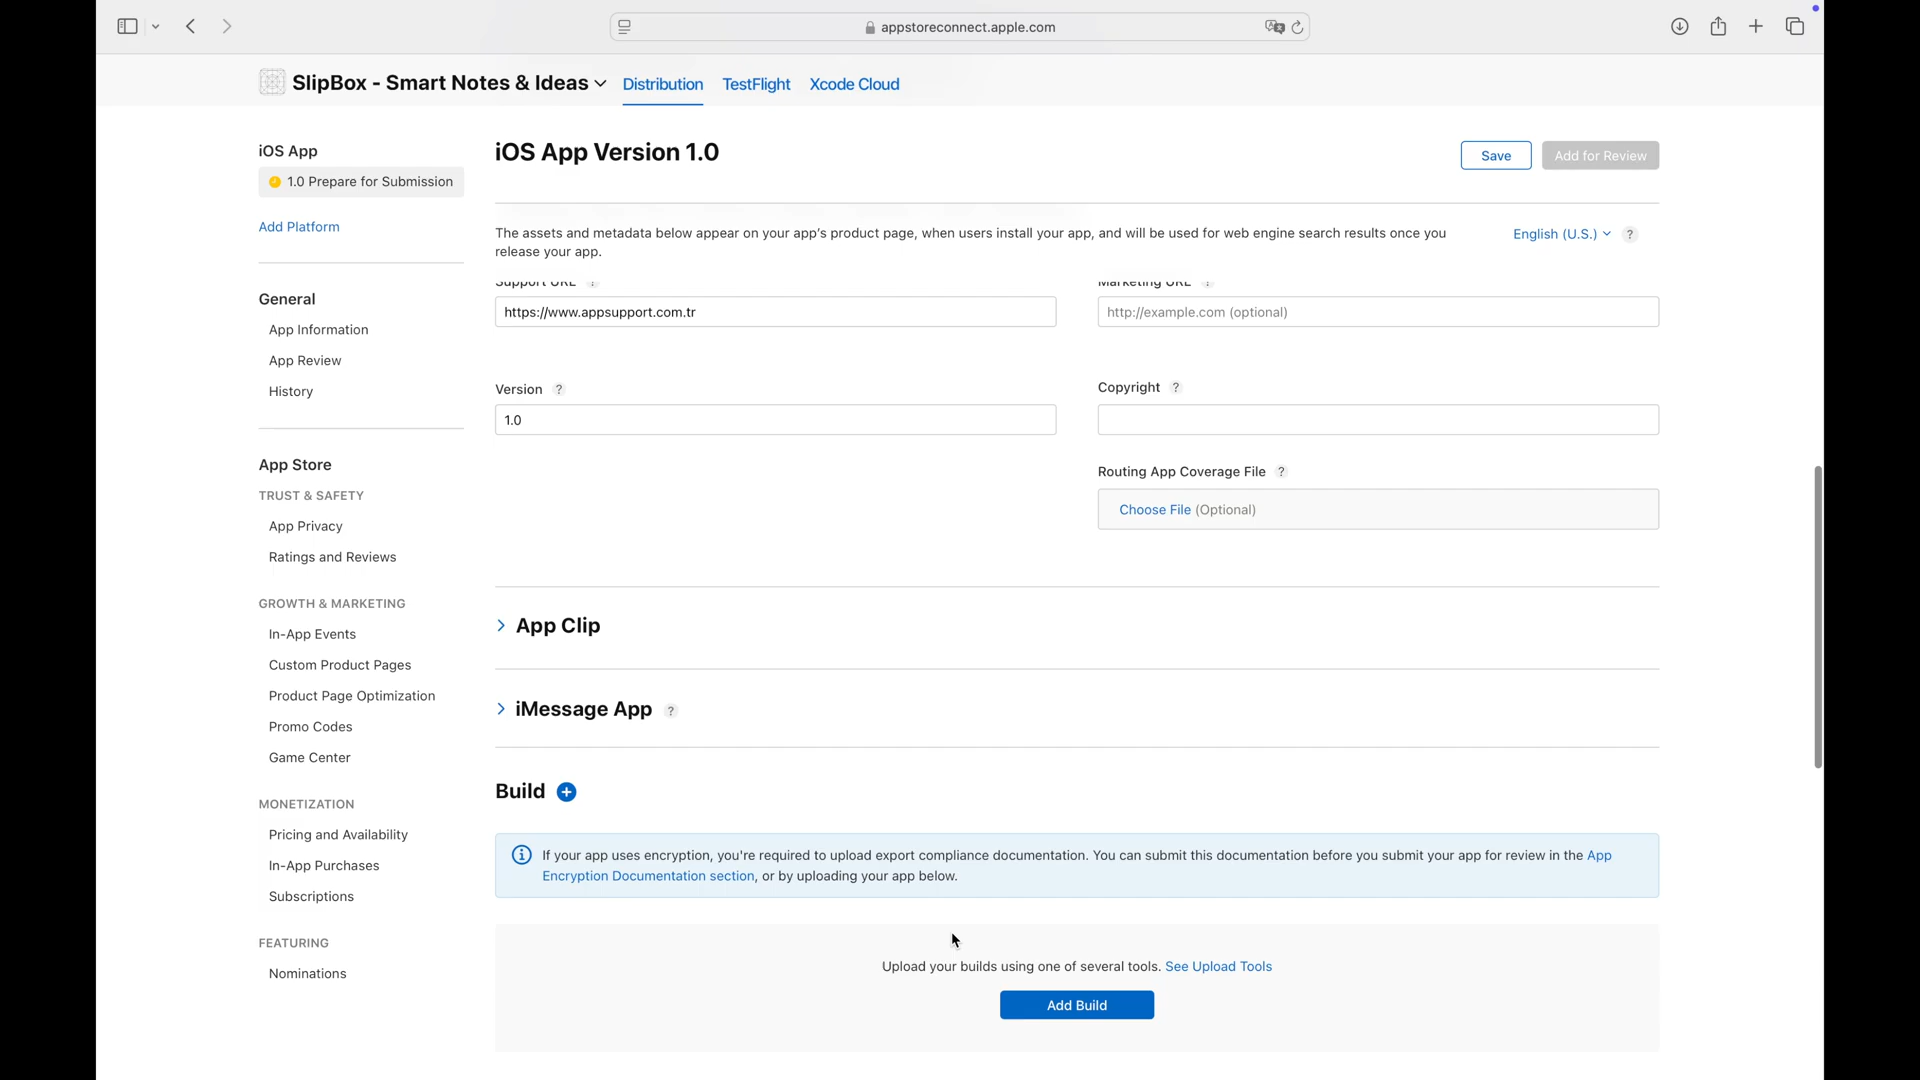 appstoreconnect.apple.com
SlipBox - Smart Notes & Ideas
Distribution
TestFlight
Xcode Cloud
iOS App
1.0 Prepare for Submission
Add Platform
General
App Information
App Review
History
App Store
TRUST & SAFETY
App Privacy
Ratings and Reviews
GROWTH & MARKETING
In-App Events
Custom Product Pages
Product Page Optimization
Promo Codes
Game Center
MONETIZATION
Pricing and Availability
In-App Purchases
Subscriptions
FEATURING
Nominations
iOS App Version 1.0
Save
Add for Review
The assets and metadata below appear on your app's product page, when users install your app, and will be used for web engine search results once you
release your app.
English (U.S.)
?
Support URL ?
https://www.appsupport.com.tr
Marketing URL ?
http://example.com (optional)
Version ?
1.0
Copyright ?
Routing App Coverage File ?
Choose File (Optional)
App Clip
iMessage App ?
Build
If your app uses encryption, you're required to upload export compliance documentation. You can submit this documentation before you submit your app for review in the App
Encryption Documentation section, or by uploading your app below.
Upload your builds using one of several tools. See Upload Tools
Add Build